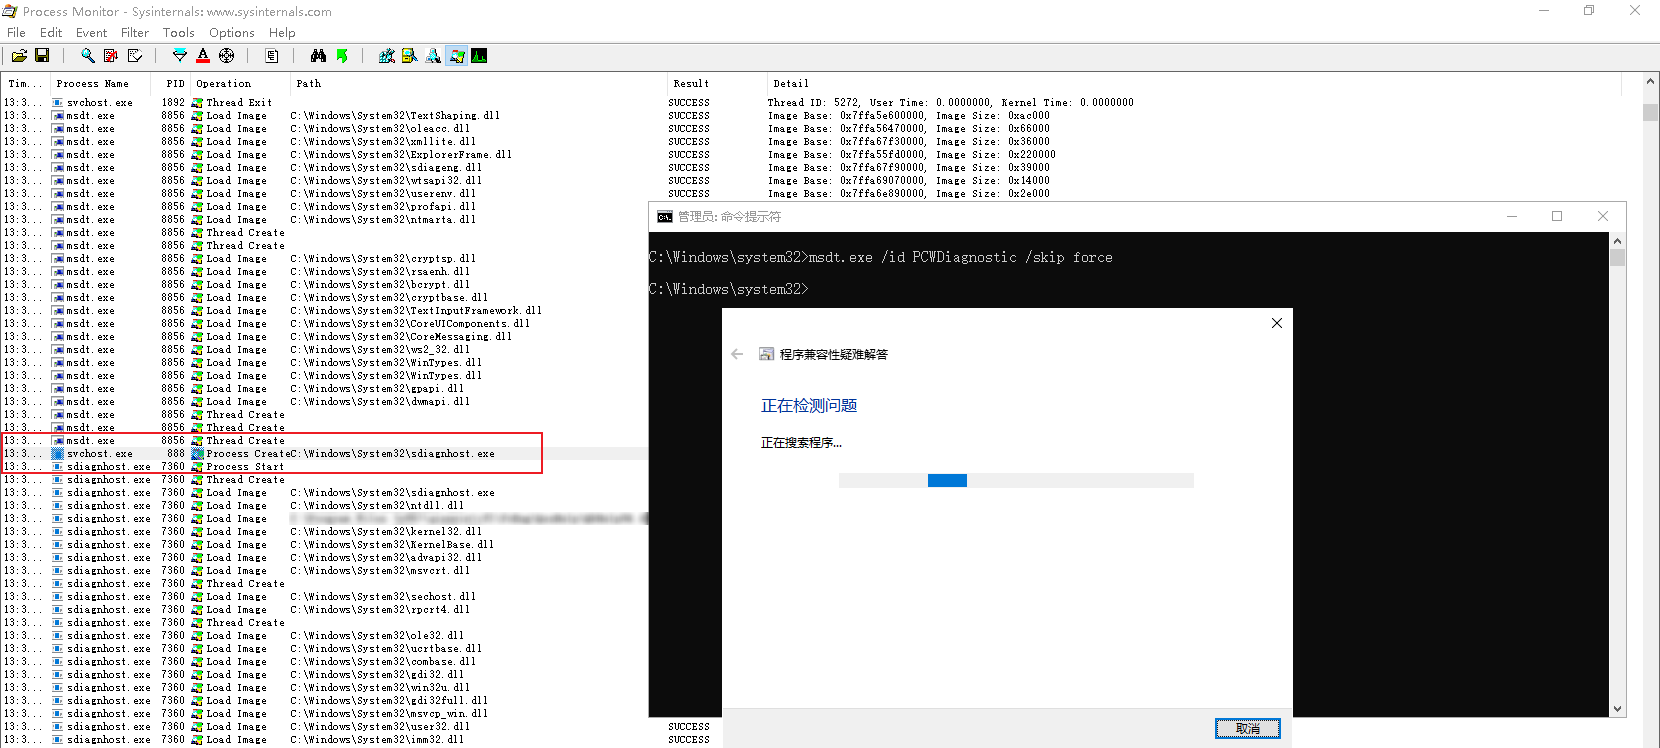 Process Monitor - Sysinternals: www.sysinternals.com
File Edit Event Filter Tools Options Help
Tim... Process Name PID Operation Path Result Detail
13:3... svchost.exe 1892 Thread Exit SUCCESS Thread ID: 5272, User Time: 0.0000000, Kernel Time: 0.0000000
13:3... msdt.exe 8856 Load Image C:\Windows\System32\TextShaping.dll SUCCESS Image Base: 0x7ffa5e600000, Image Size: 0xac000
13:3... msdt.exe 8856 Load Image C:\Windows\System32\oleacc.dll SUCCESS Image Base: 0x7ffa56470000, Image Size: 0x66000
13:3... msdt.exe 8856 Load Image C:\Windows\System32\xmllite.dll SUCCESS Image Base: 0x7ffa67f30000, Image Size: 0x36000
13:3... msdt.exe 8856 Load Image C:\Windows\System32\ExplorerFrame.dll SUCCESS Image Base: 0x7ffa55fd0000, Image Size: 0x220000
13:3... msdt.exe 8856 Load Image C:\Windows\System32\sdiageng.dll SUCCESS Image Base: 0x7ffa67f90000, Image Size: 0x39000
13:3... msdt.exe 8856 Load Image C:\Windows\System32\wtsapi32.dll SUCCESS Image Base: 0x7ffa69070000, Image Size: 0x14000
13:3... msdt.exe 8856 Load Image C:\Windows\System32\userenv.dll SUCCESS Image Base: 0x7ffa6e890000, Image Size: 0x2e000
13:3... msdt.exe 8856 Load Image C:\Windows\System32\profapi.dll
13:3... msdt.exe 8856 Load Image C:\Windows\System32\ntmarta.dll
13:3... msdt.exe 8856 Thread Create
13:3... msdt.exe 8856 Thread Create
13:3... msdt.exe 8856 Load Image C:\Windows\System32\cryptsp.dll
13:3... msdt.exe 8856 Load Image C:\Windows\System32\rsaenh.dll
13:3... msdt.exe 8856 Load Image C:\Windows\System32\bcrypt.dll
13:3... msdt.exe 8856 Load Image C:\Windows\System32\cryptbase.dll
13:3... msdt.exe 8856 Load Image C:\Windows\System32\TextInputFramework.dll
13:3... msdt.exe 8856 Load Image C:\Windows\System32\CoreUIComponents.dll
13:3... msdt.exe 8856 Load Image C:\Windows\System32\CoreMessaging.dll
13:3... msdt.exe 8856 Load Image C:\Windows\System32\ws2_32.dll
13:3... msdt.exe 8856 Load Image C:\Windows\System32\WinTypes.dll
13:3... msdt.exe 8856 Load Image C:\Windows\System32\WinTypes.dll
13:3... msdt.exe 8856 Load Image C:\Windows\System32\gpapi.dll
13:3... msdt.exe 8856 Load Image C:\Windows\System32\dwmapi.dll
13:3... msdt.exe 8856 Thread Create
13:3... msdt.exe 8856 Thread Create
13:3... msdt.exe 8856 Thread Create
13:3... svchost.exe 888 Process Create C:\Windows\System32\sdiagnhost.exe
13:3... sdiagnhost.exe 7360 Process Start
13:3... sdiagnhost.exe 7360 Thread Create
13:3... sdiagnhost.exe 7360 Load Image C:\Windows\System32\sdiagnhost.exe
13:3... sdiagnhost.exe 7360 Load Image C:\Windows\System32\ntdll.dll
13:3... sdiagnhost.exe 7360 Load Image
13:3... sdiagnhost.exe 7360 Load Image C:\Windows\System32\kernel32.dll
13:3... sdiagnhost.exe 7360 Load Image C:\Windows\System32\KernelBase.dll
13:3... sdiagnhost.exe 7360 Load Image C:\Windows\System32\advapi32.dll
13:3... sdiagnhost.exe 7360 Load Image C:\Windows\System32\msvcrt.dll
13:3... sdiagnhost.exe 7360 Thread Create
13:3... sdiagnhost.exe 7360 Load Image C:\Windows\System32\sechost.dll
13:3... sdiagnhost.exe 7360 Load Image C:\Windows\System32\rpcrt4.dll
13:3... sdiagnhost.exe 7360 Thread Create
13:3... sdiagnhost.exe 7360 Load Image C:\Windows\System32\ole32.dll
13:3... sdiagnhost.exe 7360 Load Image C:\Windows\System32\ucrtbase.dll
13:3... sdiagnhost.exe 7360 Load Image C:\Windows\System32\combase.dll
13:3... sdiagnhost.exe 7360 Load Image C:\Windows\System32\gdi32.dll
13:3... sdiagnhost.exe 7360 Load Image C:\Windows\System32\win32u.dll
13:3... sdiagnhost.exe 7360 Load Image C:\Windows\System32\gdi32full.dll
13:3... sdiagnhost.exe 7360 Load Image C:\Windows\System32\msvcp_win.dll
13:3... sdiagnhost.exe 7360 Load Image C:\Windows\System32\user32.dll SUCCESS
13:3... sdiagnhost.exe 7360 Load Image C:\Windows\System32\imm32.dll SUCCESS
管理员: 命令提示符
C:\Windows\system32>msdt.exe /id PCWDiagnostic /skip force
C:\Windows\system32>
程序兼容性疑难解答
正在检测问题
正在搜索程序...
取消